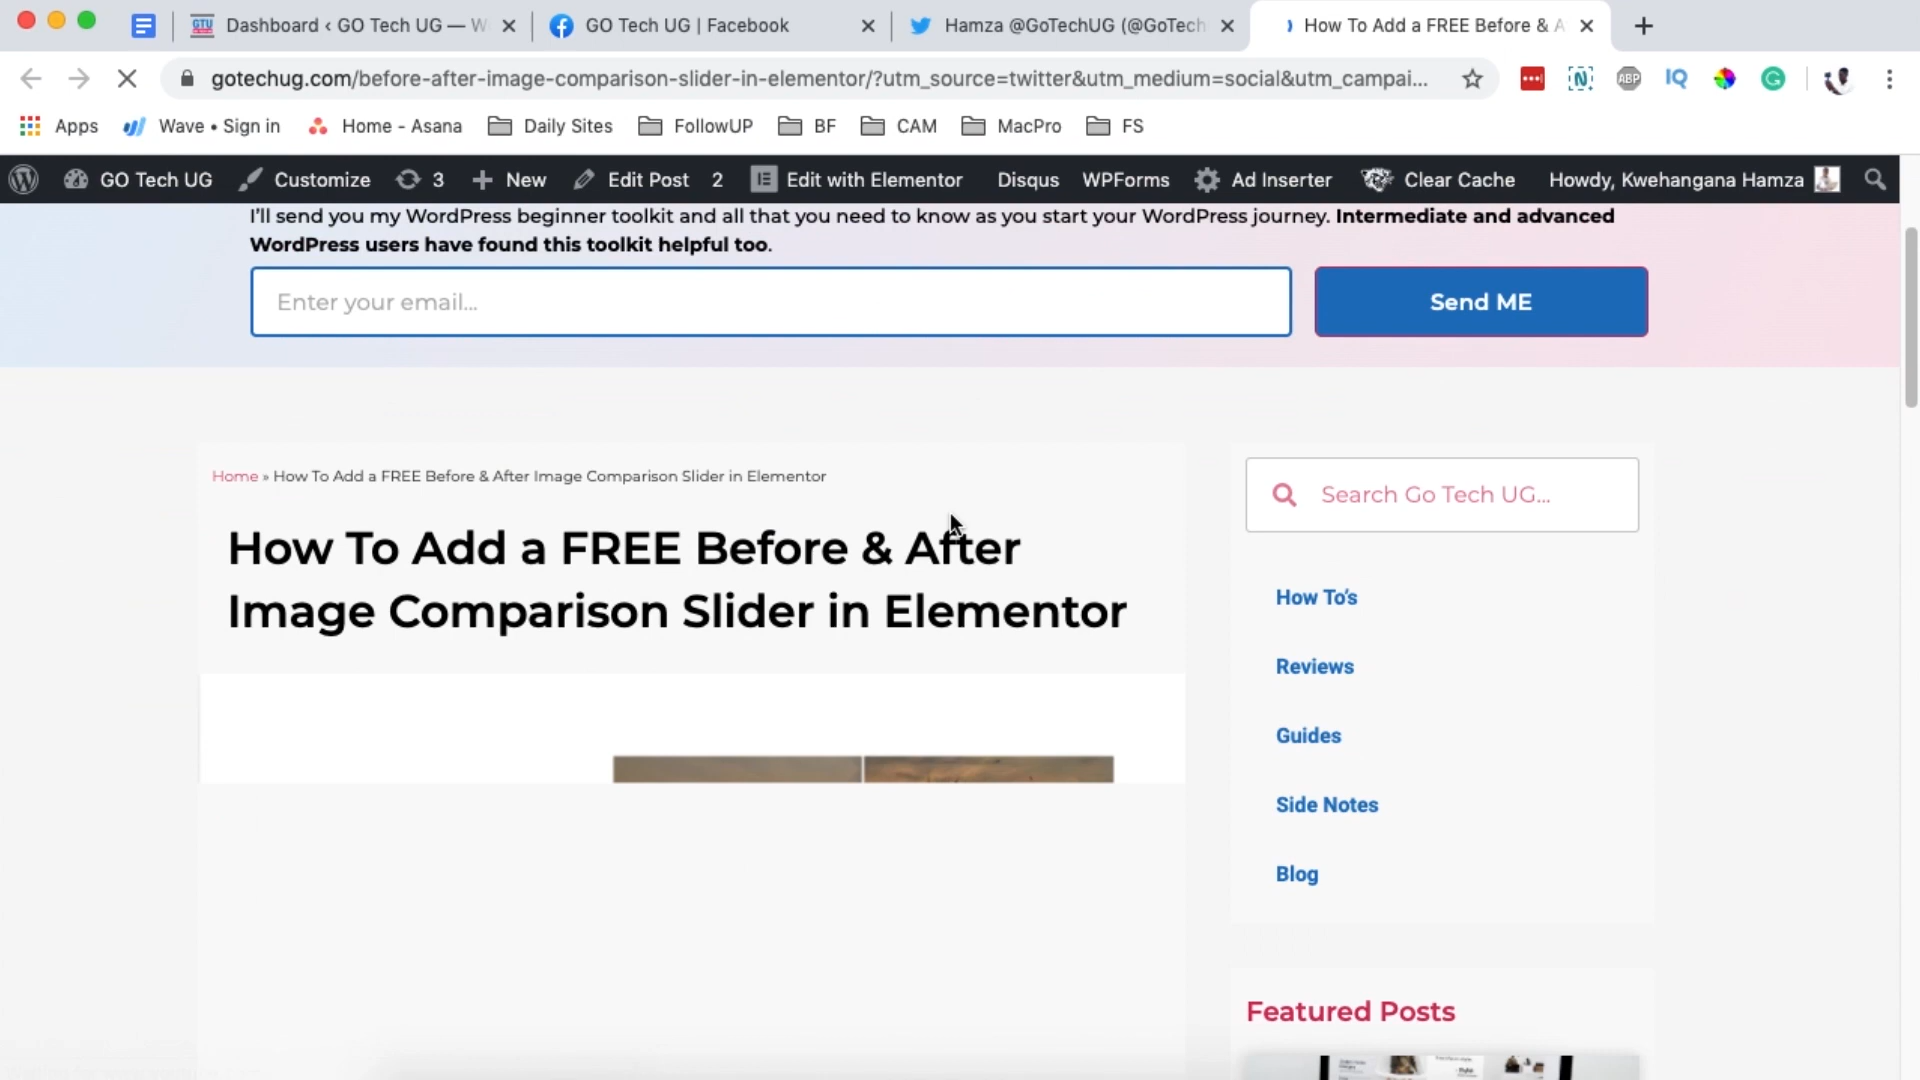 Dashboard ‹ GO Tech UG — W
GO Tech UG | Facebook
Hamza @GoTechUG (@GoTech
How To Add a FREE Before & A
gotechug.com/before-after-image-comparison-slider-in-elementor/?utm_source=twitter&utm_medium=social&utm_campai...
ABP
IQ
Apps
Wave • Sign in
Home - Asana
Daily Sites
FollowUP
BF
CAM
MacPro
FS
GO Tech UG
Customize
3
New
Edit Post
2
Edit with Elementor
Disqus
WPForms
Ad Inserter
Clear Cache
Howdy, Kwehangana Hamza
I'll send you my WordPress beginner toolkit and all that you need to know as you start your WordPress journey. Intermediate and advanced
WordPress users have found this toolkit helpful too.
Enter your email...
Send ME
Home » How To Add a FREE Before & After Image Comparison Slider in Elementor
How To Add a FREE Before & After
Image Comparison Slider in Elementor
Search Go Tech UG...
How To's
Reviews
Guides
Side Notes
Blog
Featured Posts